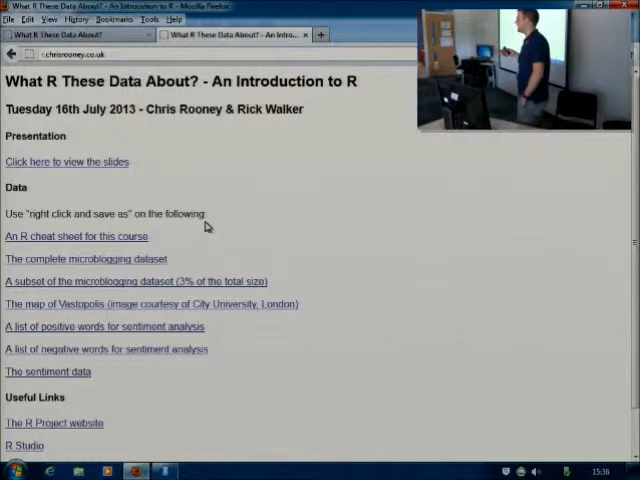 What R These Data About? - An Introcution to R - Mozilla Firefox
File Edit View History Bookmarks Tools Help
What R These Data About?
What R These Data About? - An Intro...
r.chrisrooney.co.uk
What R These Data About? - An Introduction to R
Tuesday 16th July 2013 - Chris Rooney & Rick Walker
Presentation
Click here to view the slides
Data
Use "right click and save as" on the following:
An R cheat sheet for this course
The complete microblogging dataset
A subset of the microblogging dataset (3% of the total size)
The map of Vastopolis (image courtesy of City University, London)
A list of positive words for sentiment analysis
A list of negative words for sentiment analysis
The sentiment data
Useful Links
The R Project website
R Studio
15:36